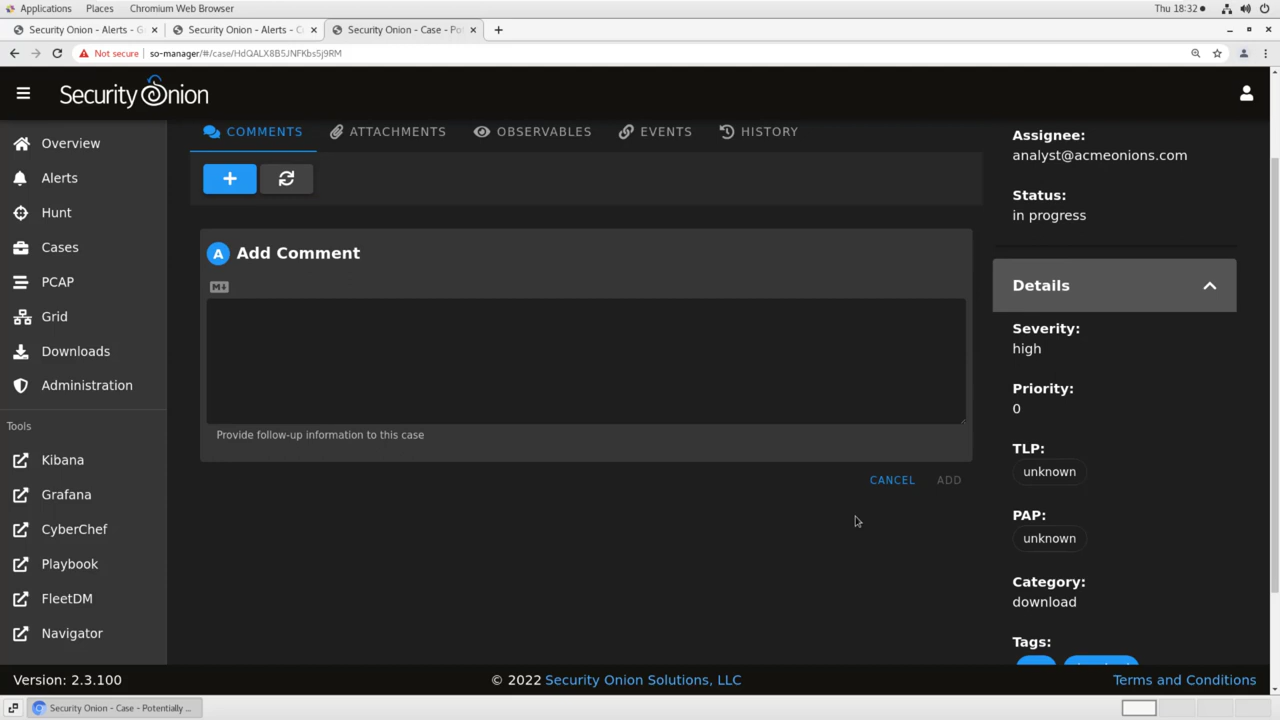 Applications Places Chromium Web Browser Thu 18:32
Security Onion - Alerts - G
Security Onion - Alerts - C
Security Onion - Case - Po
Not secure so-manager/#/case/HdQALX8B5JNFKbs5j9RM
Security Onion
Overview
Alerts
Hunt
Cases
PCAP
Grid
Downloads
Administration
Tools
Kibana
Grafana
CyberChef
Playbook
FleetDM
Navigator
COMMENTS ATTACHMENTS OBSERVABLES EVENTS HISTORY
+
A Add Comment
M
Provide follow-up information to this case
CANCEL ADD
Assignee:
analyst@acmeonions.com
Status:
in progress
Details
Severity:
high
Priority:
0
TLP:
unknown
PAP:
unknown
Category:
download
Tags:
Version: 2.3.100 © 2022 Security Onion Solutions, LLC Terms and Conditions
Security Onion - Case - Potentially ...